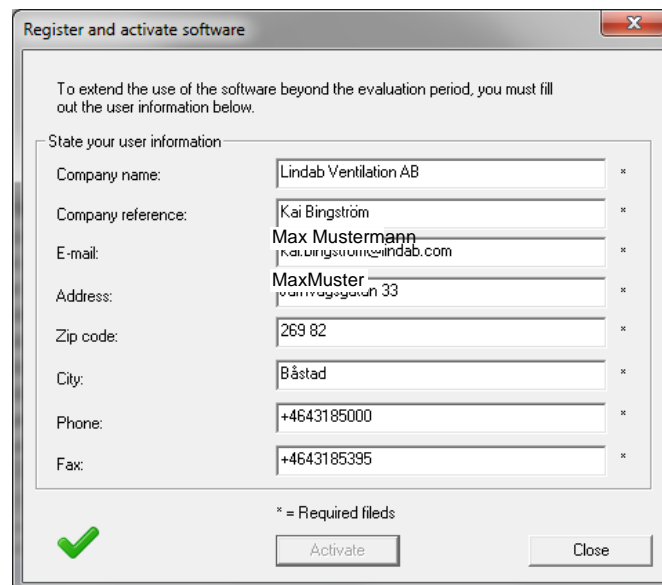 Register and activate software
To extend the use of the software beyond the evaluation period, you must fill
out the user information below.
State your user information
Company name: Lindab Ventilation AB *
Company reference: Kai Bingström *
Max Mustermann
E-mail: *
MaxMuster
Address: 33 *
Zip code: 269 82 *
City: Båstad *
Phone: +4643185000 *
Fax: +4643185395 *
* = Required fileds
Activate Close